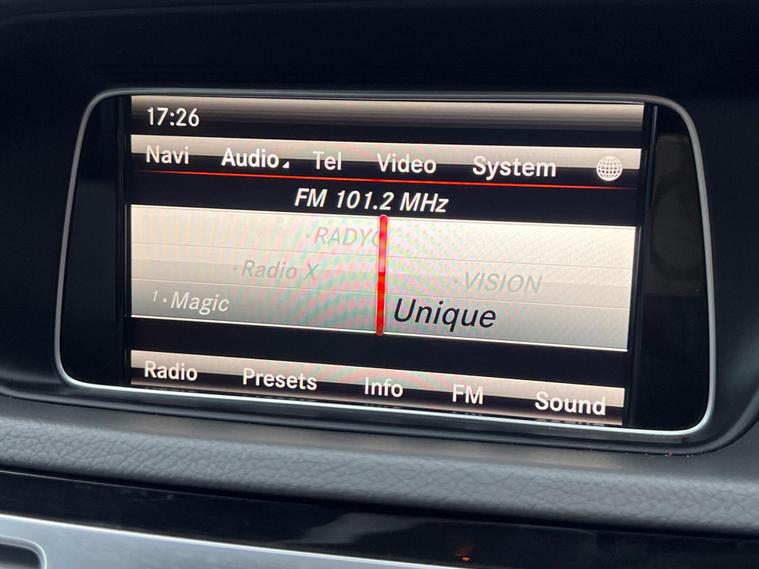 17:26
Navi Audio Tel Video System
FM 101.2 MHz
·RADYO
·Radio X ·VISION
1·Magic Unique
Radio Presets Info FM Sound